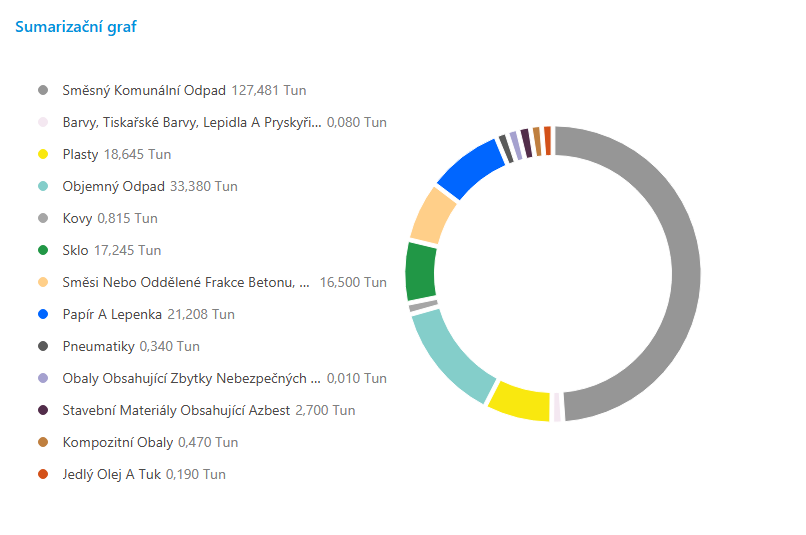 Sumarizační graf
Směsný Komunální Odpad 127,481 Tun
Barvy, Tiskařské Barvy, Lepidla A Pryskyři... 0,080 Tun
Plasty 18,645 Tun
Objemný Odpad 33,380 Tun
Kovy 0,815 Tun
Sklo 17,245 Tun
Směsi Nebo Oddělené Frakce Betonu, ... 16,500 Tun
Papír A Lepenka 21,208 Tun
Pneumatiky 0,340 Tun
Obaly Obsahující Zbytky Nebezpečných ... 0,010 Tun
Stavební Materiály Obsahující Azbest 2,700 Tun
Kompozitní Obaly 0,470 Tun
Jedlý Olej A Tuk 0,190 Tun